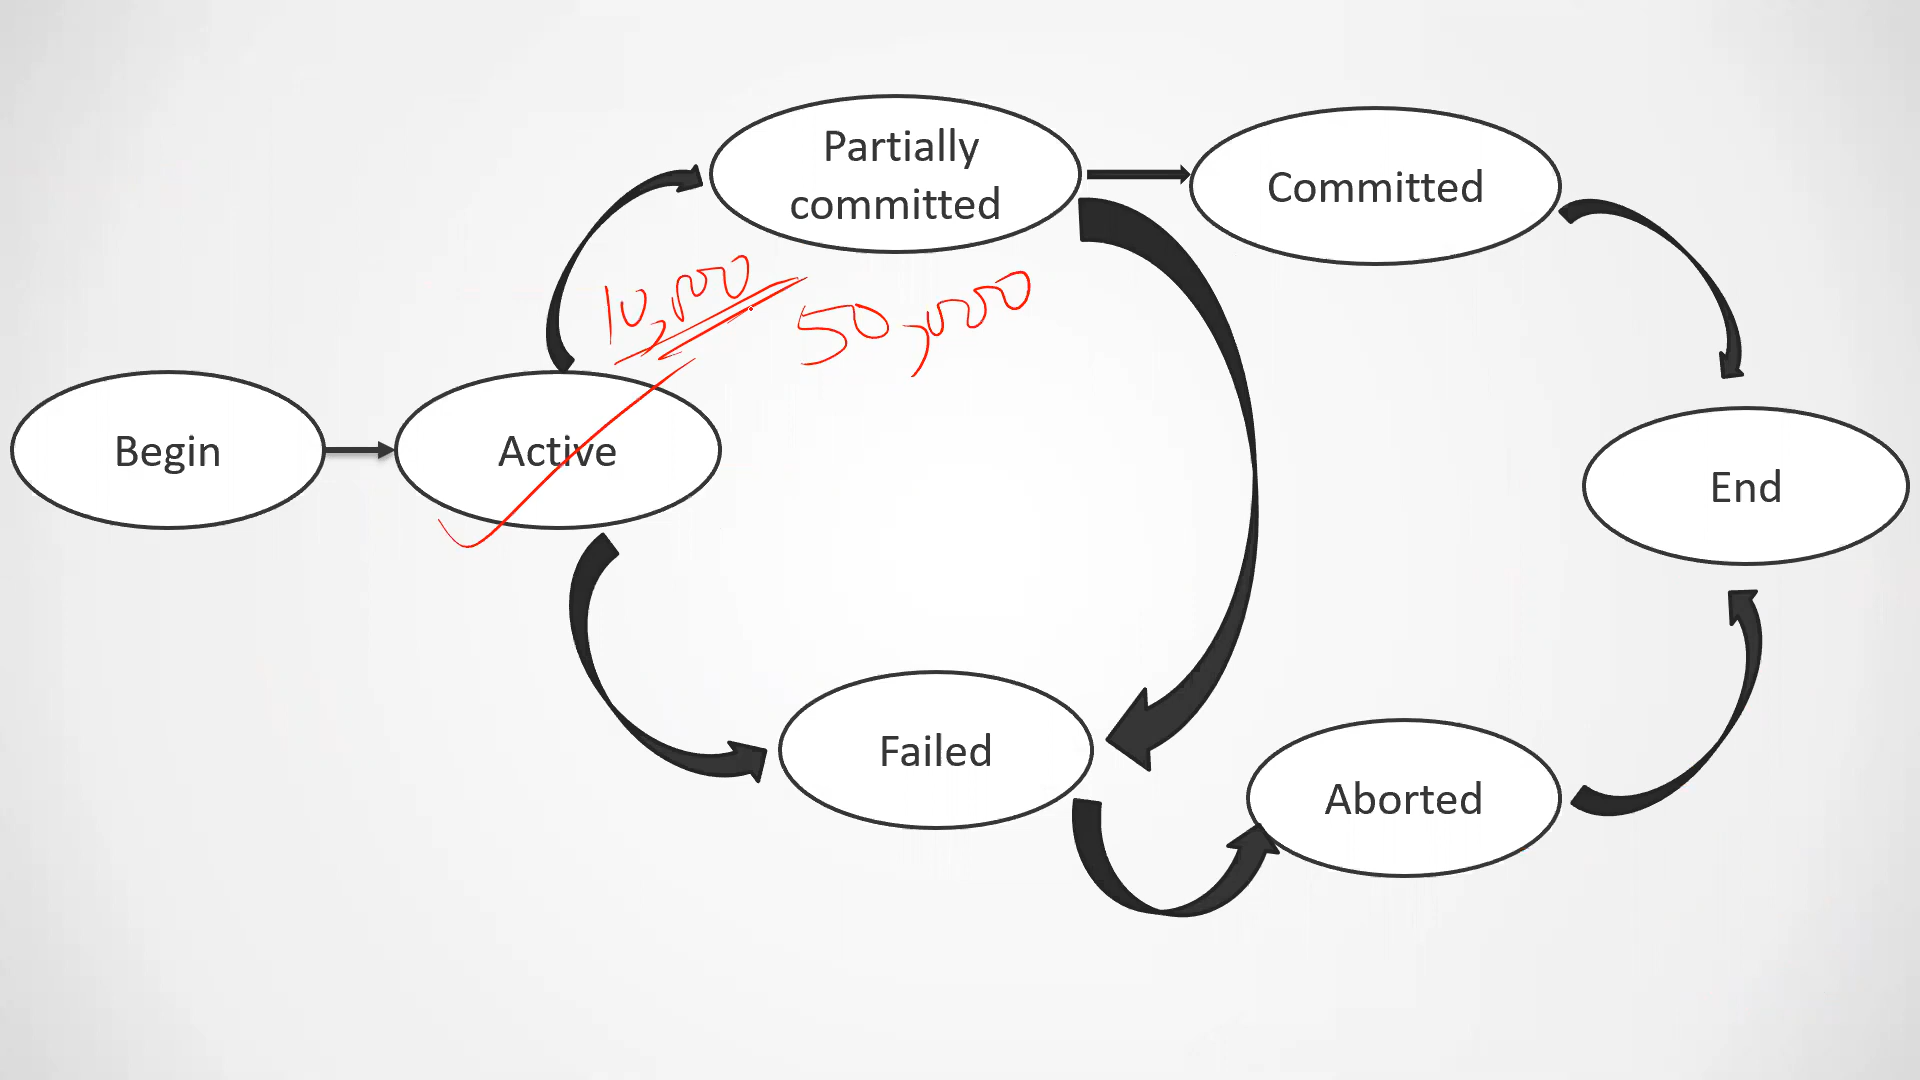 Partially
committed
Committed
10,000
50,000
Begin
Active
End
Failed
Aborted